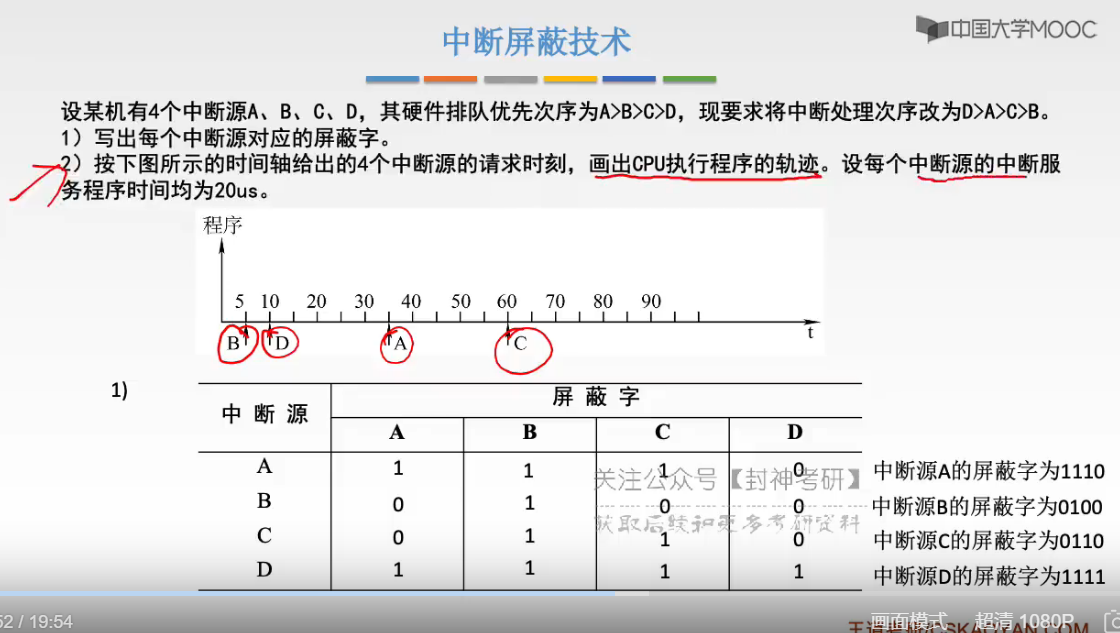 中断屏蔽技术
中国大学MOOC
设某机有4个中断源A、B、C、D，其硬件排队优先次序为A>B>C>D，现要求将中断处理次序改为D>A>C>B。
1）写出每个中断源对应的屏蔽字。
2）按下图所示的时间轴给出的4个中断源的请求时刻，画出CPU执行程序的轨迹。设每个中断源的中断服
务程序时间均为20us。
程序
5 10 20 30 40 50 60 70 80 90
B D A C t
1)
中断源 屏蔽字
A B C D
A 1 1 1 0 中断源A的屏蔽字为1110
关注公众号【封神考研】
B 0 1 0 0 中断源B的屏蔽字为0100
获取后续和更多考研资料
C 0 1 1 0 中断源C的屏蔽字为0110
D 1 1 1 1 中断源D的屏蔽字为1111
52 / 19:54 画面模式 超清 1080P